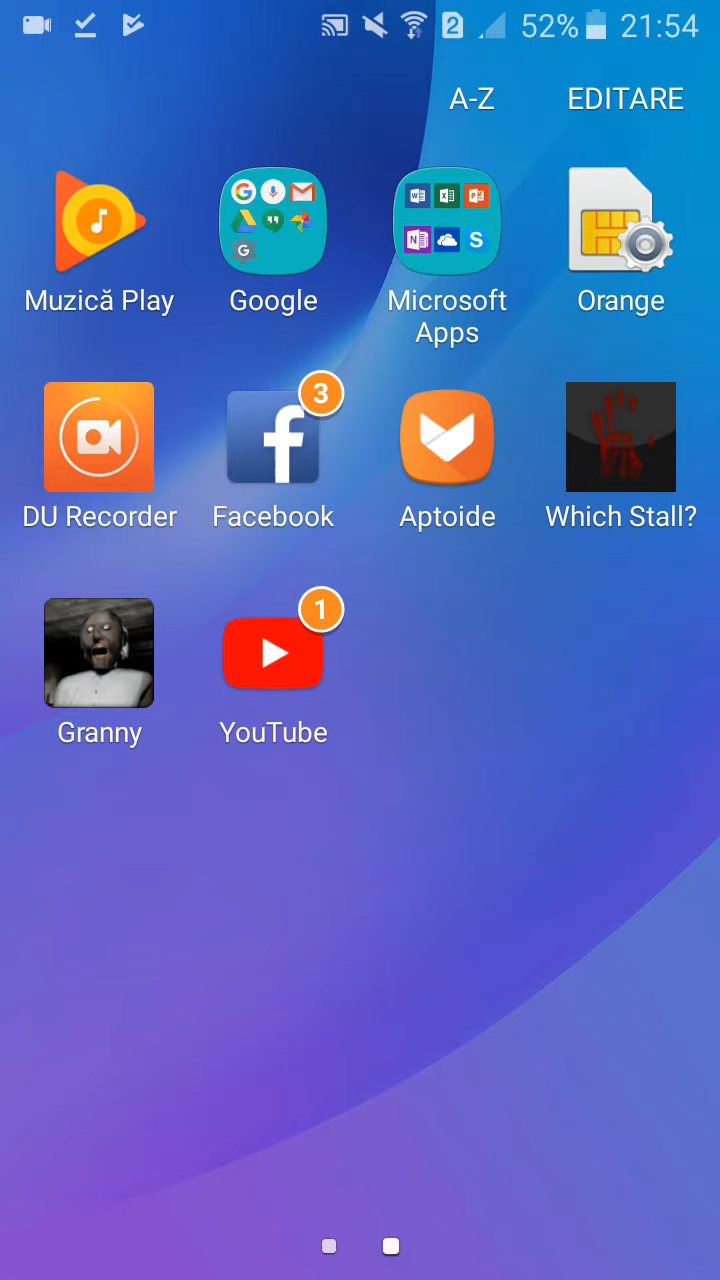 2 52% 21:54
A-Z EDITARE
Muzică Play Google Microsoft Apps Orange
3
DU Recorder Facebook Aptoide Which Stall?
1
Granny YouTube